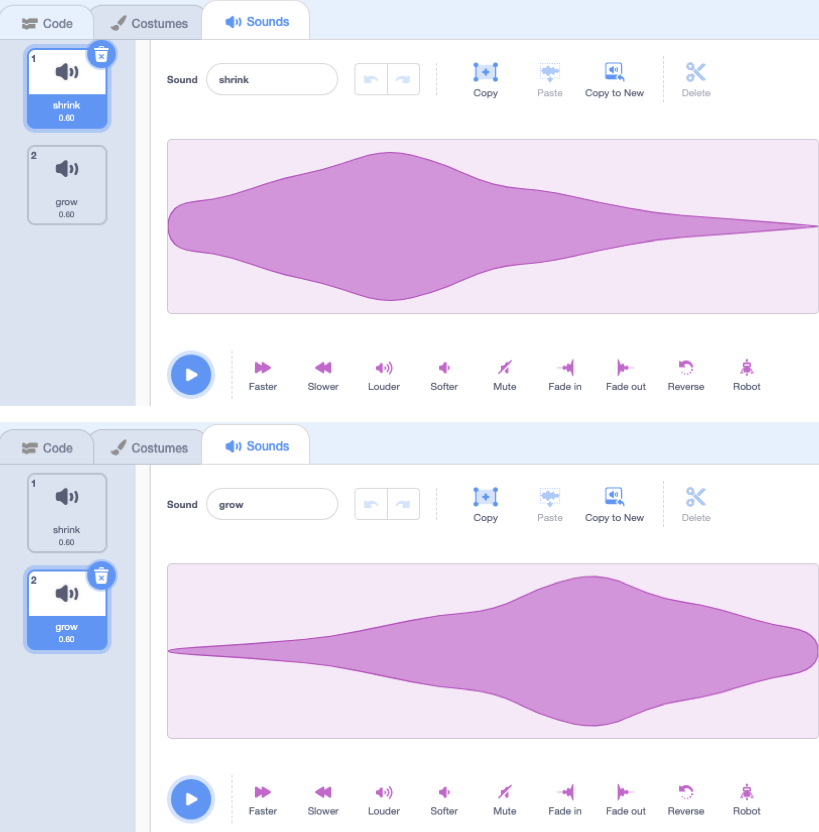 Code Costumes Sounds
1
shrink
0.60
2
grow
0.60
Sound shrink Copy Paste Copy to New Delete
Faster Slower Louder Softer Mute Fade in Fade out Reverse Robot
Code Costumes Sounds
1
shrink
0.60
2
grow
0.60
Sound grow Copy Paste Copy to New Delete
Faster Slower Louder Softer Mute Fade in Fade out Reverse Robot